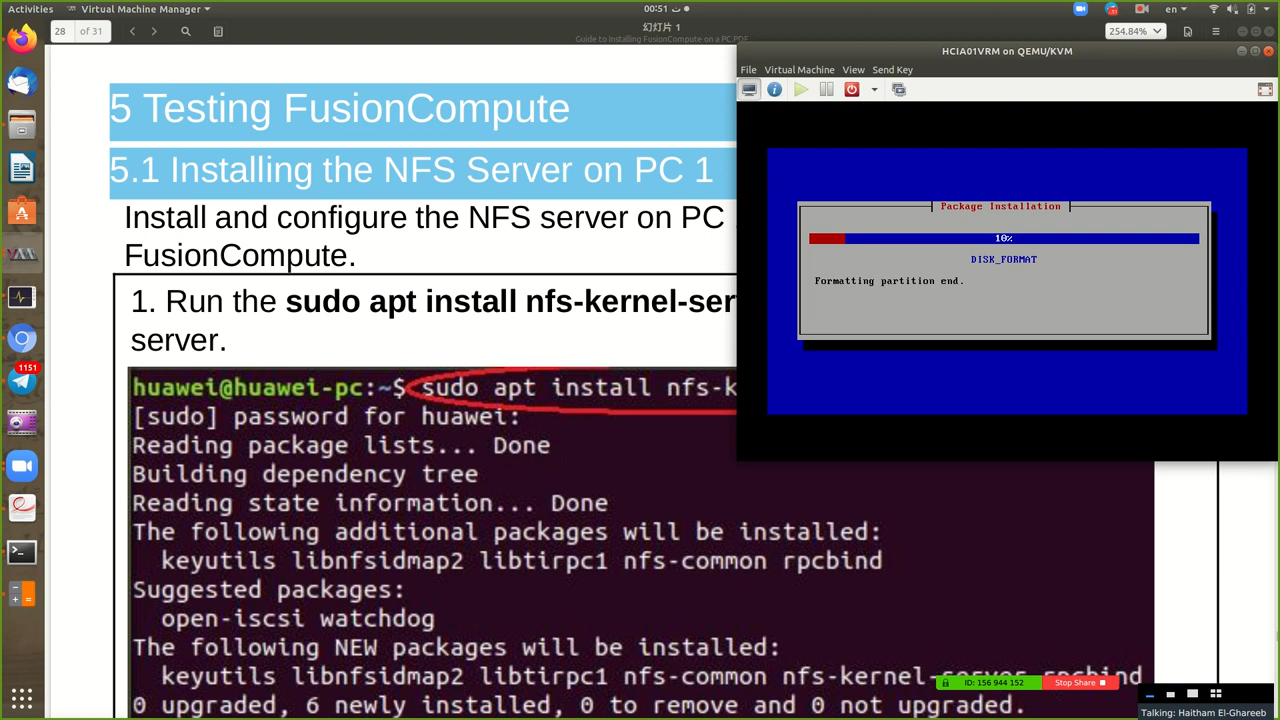 Activities
Virtual Machine Manager
00:51 ت
en
28 of 31
幻灯片 1
Guide to Installing FusionCompute on a PC.PDF
254.84%
5 Testing FusionCompute
5.1 Installing the NFS Server on PC 1
Install and configure the NFS server on PC
FusionCompute.
1. Run the sudo apt install nfs-kernel-ser
server.
huawei@huawei-pc:~$ sudo apt install nfs-k
[sudo] password for huawei:
Reading package lists... Done
Building dependency tree
Reading state information... Done
The following additional packages will be installed:
keyutils libnfsidmap2 libtirpc1 nfs-common rpcbind
Suggested packages:
open-iscsi watchdog
The following NEW packages will be installed:
keyutils libnfsidmap2 libtirpc1 nfs-common nfs-kernel-server rpcbind
0 upgraded, 6 newly installed, 0 to remove and 0 not upgraded.
HCIA01VRM on QEMU/KVM
File Virtual Machine View Send Key
Package Installation
10%
DISK_FORMAT
Formatting partition end.
1151
ID: 156 944 152
Stop Share
Talking: Haitham El-Ghareeb